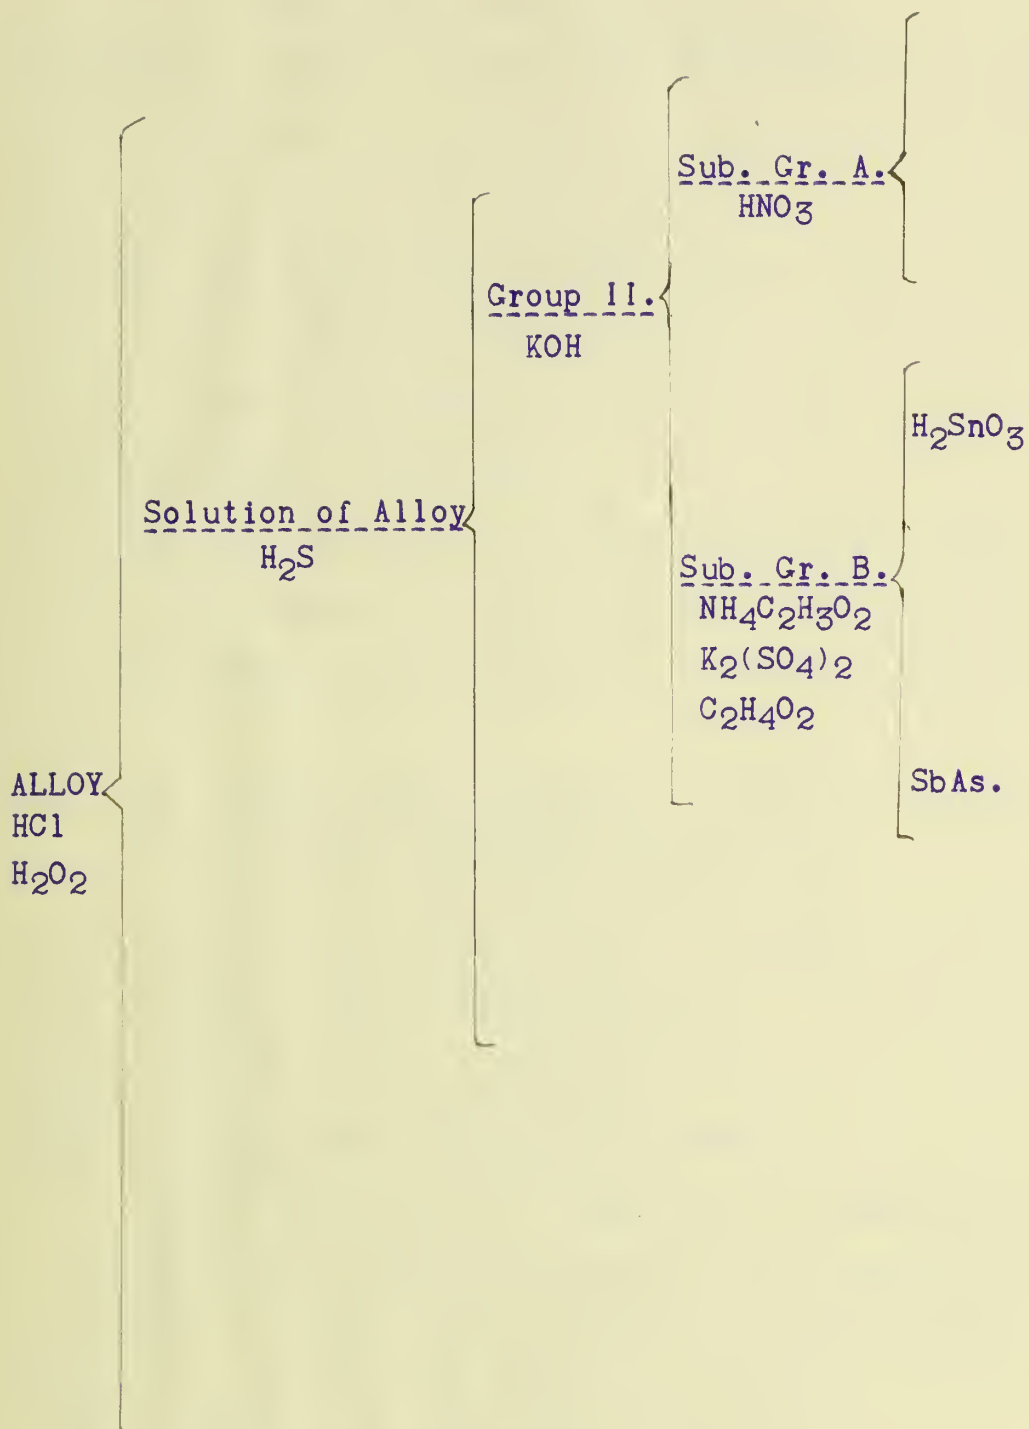 Sub. Gr. A.
HNO3
Group II.
KOH
H2SnO3
Solution of Alloy
H2S
Sub. Gr. B.
NH4C2H3O2
K2(SO4)2
C2H4O2
ALLOY
HCl
H2O2
SbAs.